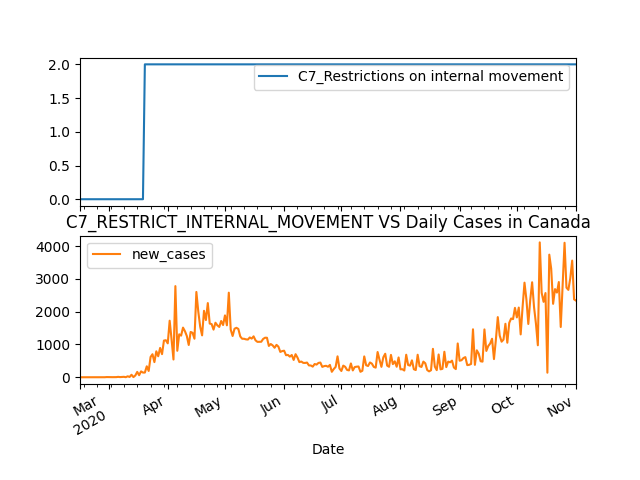 2.0
1.5
1.0
0.5
0.0
C7_Restrictions on internal movement
C7_RESTRICT_INTERNAL_MOVEMENT VS Daily Cases in Canada
4000
3000
2000
1000
0
new_cases
Mar
2020
Apr
May
Jun
Jul
Aug
Sep
Oct
Nov
Date